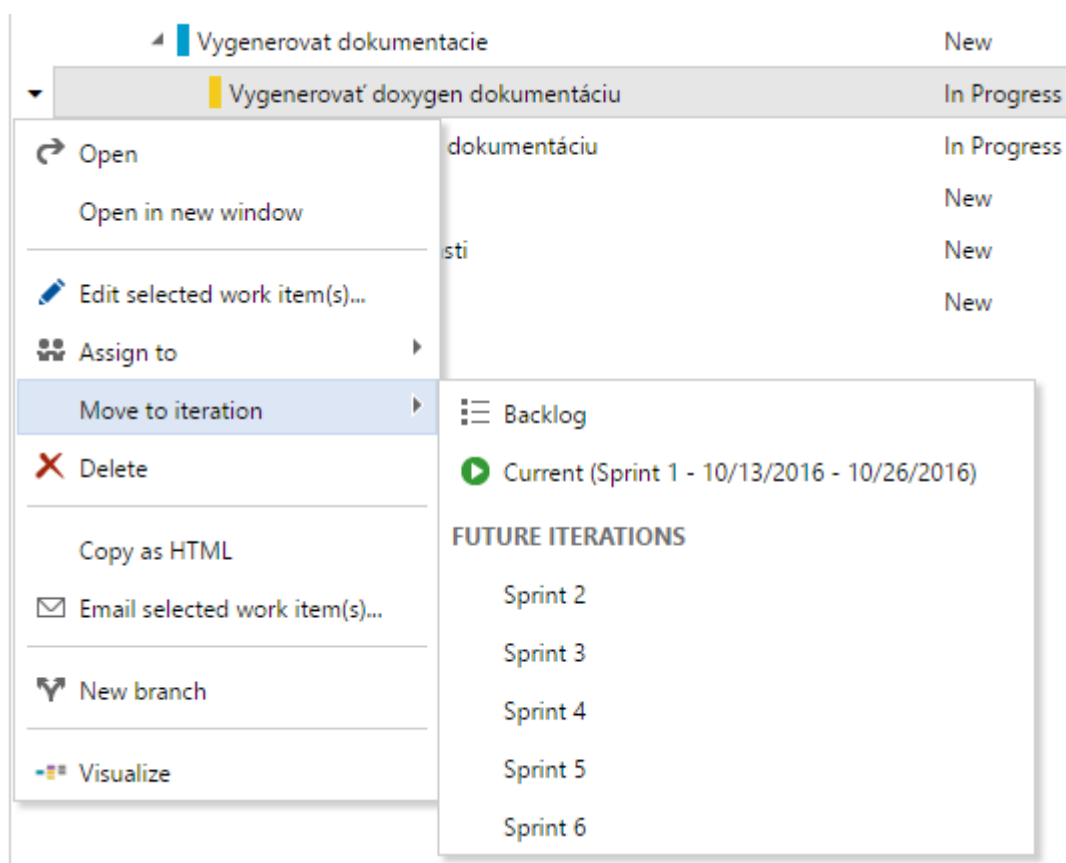 Vygenerovat dokumentacie New
Vygenerovať doxygen dokumentáciu In Progress
dokumentáciu In Progress
New
New
New
Open
Open in new window
Edit selected work item(s)...
Assign to
Move to iteration
Delete
Copy as HTML
Email selected work item(s)...
New branch
Visualize
Backlog
Current (Sprint 1 - 10/13/2016 - 10/26/2016)
FUTURE ITERATIONS
Sprint 2
Sprint 3
Sprint 4
Sprint 5
Sprint 6